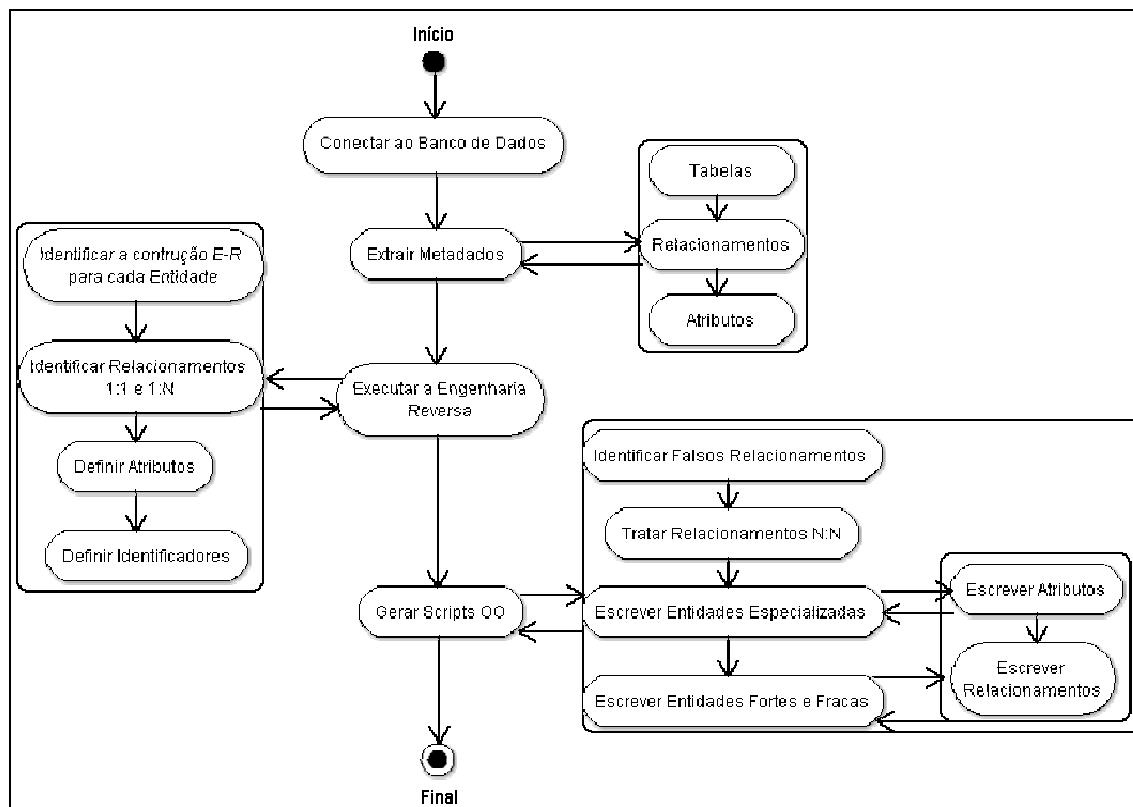 Início
Conectar ao Banco de Dados
Extrair Metadados
Tabelas
Relacionamentos
Atributos
Identificar a contrução E-R
para cada Entidade
Identificar Relacionamentos
1:1 e 1:N
Definir Atributos
Definir Identificadores
Executar a Engenharia
Reversa
Gerar Scripts OO
Identificar Falsos Relacionamentos
Tratar Relacionamentos N:N
Escrever Entidades Especializadas
Escrever Entidades Fortes e Fracas
Escrever Atributos
Escrever
Relacionamentos
Final